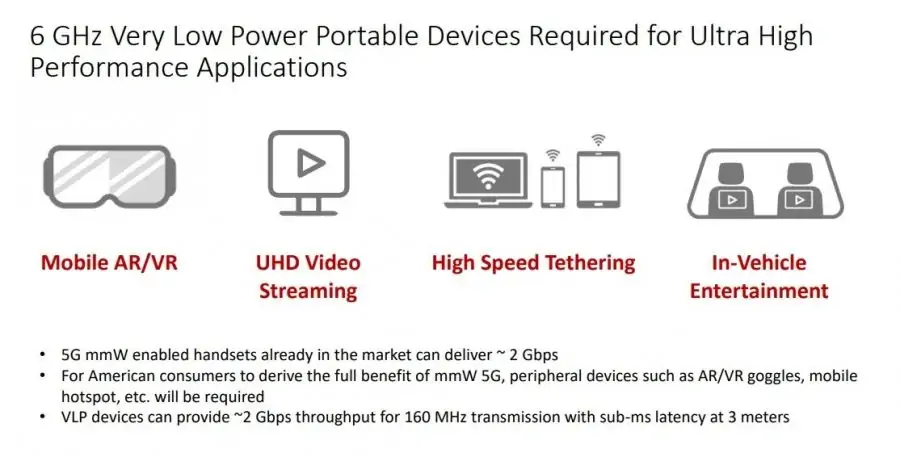 6 GHz Very Low Power Portable Devices Required for Ultra High
Performance Applications
Mobile AR/VR
UHD Video
Streaming
High Speed Tethering
In-Vehicle
Entertainment
• 5G mmW enabled handsets already in the market can deliver ~ 2 Gbps
• For American consumers to derive the full benefit of mmW 5G, peripheral devices such as AR/VR goggles, mobile
hotspot, etc. will be required
• VLP devices can provide ~2 Gbps throughput for 160 MHz transmission with sub-ms latency at 3 meters